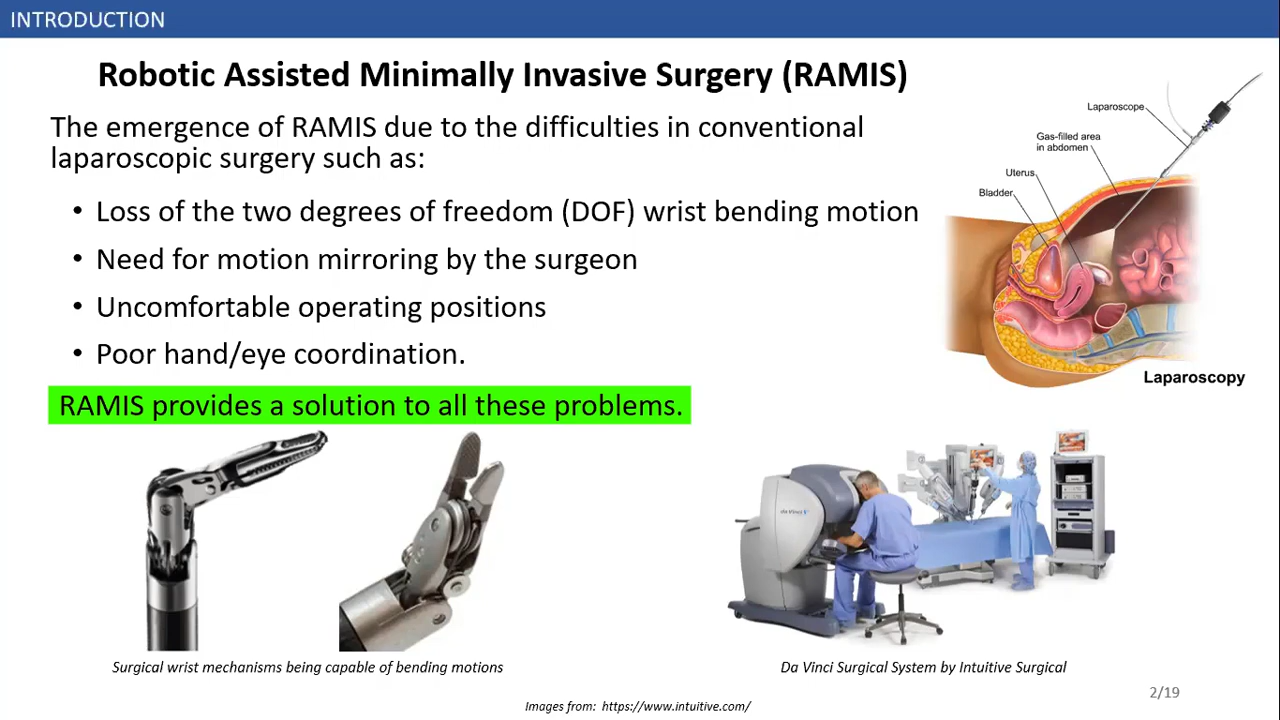 INTRODUCTION
Robotic Assisted Minimally Invasive Surgery (RAMIS)
The emergence of RAMIS due to the difficulties in conventional
laparoscopic surgery such as:
• Loss of the two degrees of freedom (DOF) wrist bending motion
• Need for motion mirroring by the surgeon
• Uncomfortable operating positions
• Poor hand/eye coordination.
RAMIS provides a solution to all these problems.
Laparoscope
Gas-filled area
in abdomen
Uterus
Bladder
Laparoscopy
da Vinci
Surgical wrist mechanisms being capable of bending motions
Da Vinci Surgical System by Intuitive Surgical
Images from: https://www.intuitive.com/
2/19